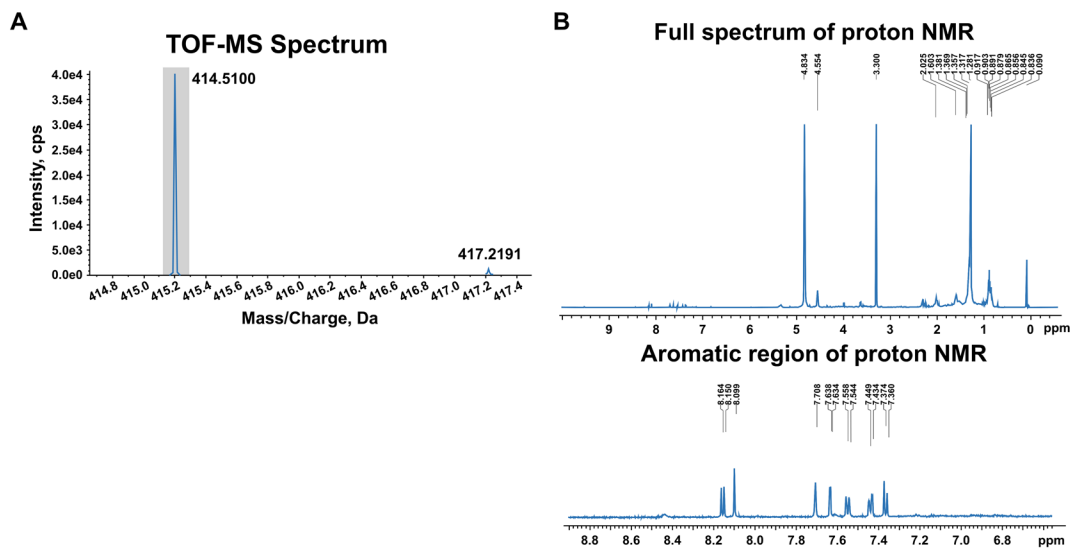 A
TOF-MS Spectrum
Intensity, cps
4.0e4
3.5e4
3.0e4
2.5e4
2.0e4
1.5e4
1.0e4
5.0e3
0.0e0
414.5100
417.2191
414.8 415.0 415.2 415.4 415.6 415.8 416.0 416.2 416.4 416.6 416.8 417.0 417.2 417.4
Mass/Charge, Da
B
Full spectrum of proton NMR
4.834
4.554
3.300
2.025
1.603
1.381
1.369
1.357
1.317
1.281
0.917
0.903
0.891
0.879
0.865
0.856
0.845
0.836
0.090
9 8 7 6 5 4 3 2 1 0 ppm
Aromatic region of proton NMR
8.164
8.150
8.099
7.708
7.638
7.634
7.558
7.544
7.449
7.434
7.374
7.360
8.8 8.6 8.4 8.2 8.0 7.8 7.6 7.4 7.2 7.0 6.8 ppm